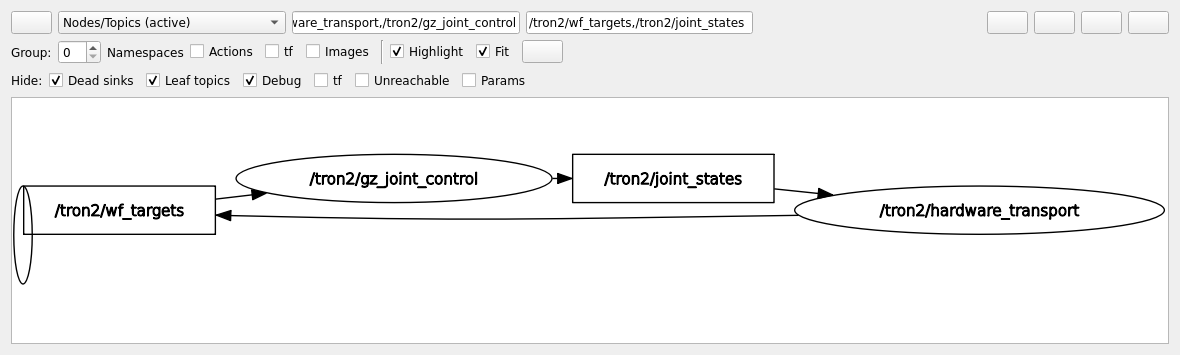 Nodes/Topics (active) ware_transport,/tron2/gz_joint_control /tron2/wf_targets,/tron2/joint_states
Group: 0 Namespaces Actions tf Images Highlight Fit
Hide: Dead sinks Leaf topics Debug tf Unreachable Params
/tron2/gz_joint_control /tron2/joint_states
/tron2/wf_targets /tron2/hardware_transport